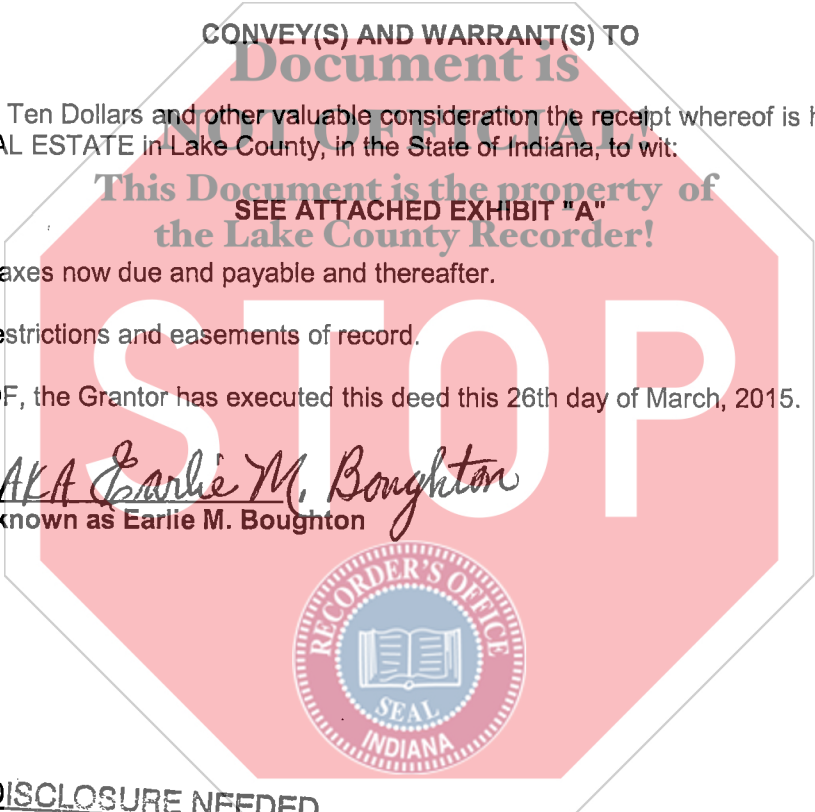 CONVEY(S) AND WARRANT(S) TO
Document is
Ten Dollars and other valuable consideration the receipt whereof is h
NOT OFFICIAL!
AL ESTATE in Lake County, in the State of Indiana, to wit:
This Document is the property of
SEE ATTACHED EXHIBIT "A"
the Lake County Recorder!
axes now due and payable and thereafter.
STOP
estrictions and easements of record.
F, the Grantor has executed this deed this 26th day of March, 2015.
AKA Earlie M. Boughton
known as Earlie M. Boughton
RECORDER'S OFFICE
SEAL
INDIANA
DISCLOSURE NEEDED